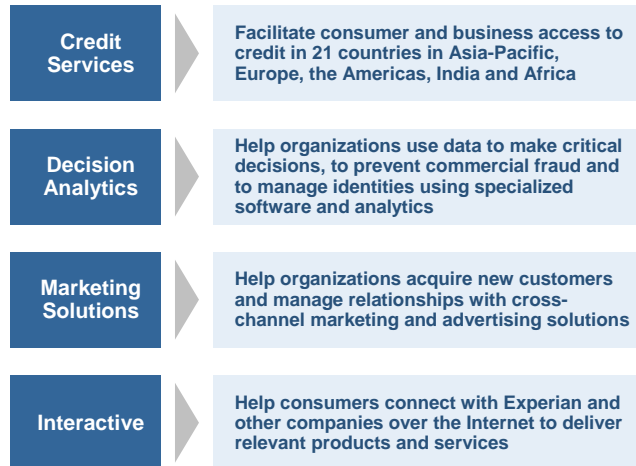 Credit
Services
Facilitate consumer and business access to
credit in 21 countries in Asia-Pacific,
Europe, the Americas, India and Africa
Decision
Analytics
Help organizations use data to make critical
decisions, to prevent commercial fraud and
to manage identities using specialized
software and analytics
Marketing
Solutions
Help organizations acquire new customers
and manage relationships with cross-
channel marketing and advertising solutions
Interactive
Help consumers connect with Experian and
other companies over the Internet to deliver
relevant products and services